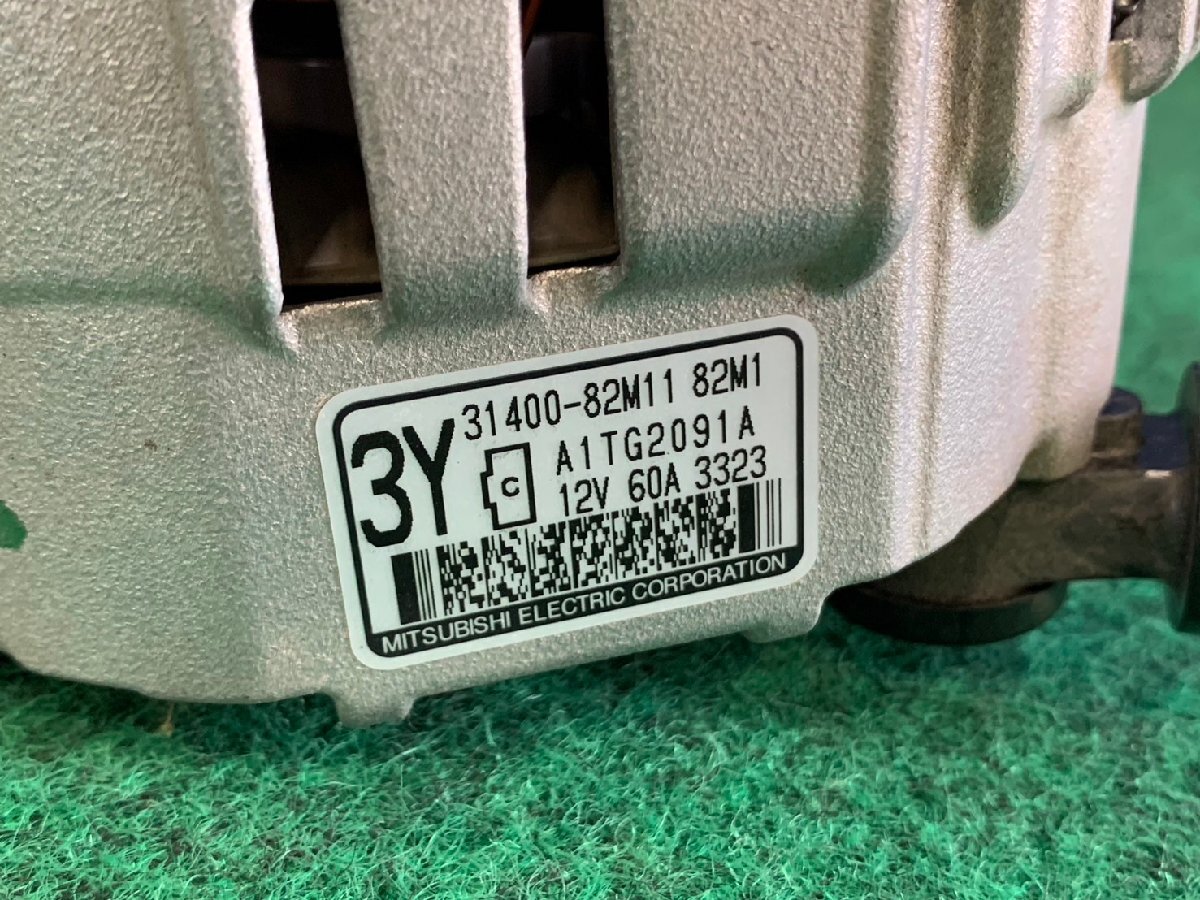 31400-82M11 82M1
3Y C A1TG2091A
12V 60A 3323
MITSUBISHI ELECTRIC CORPORATION